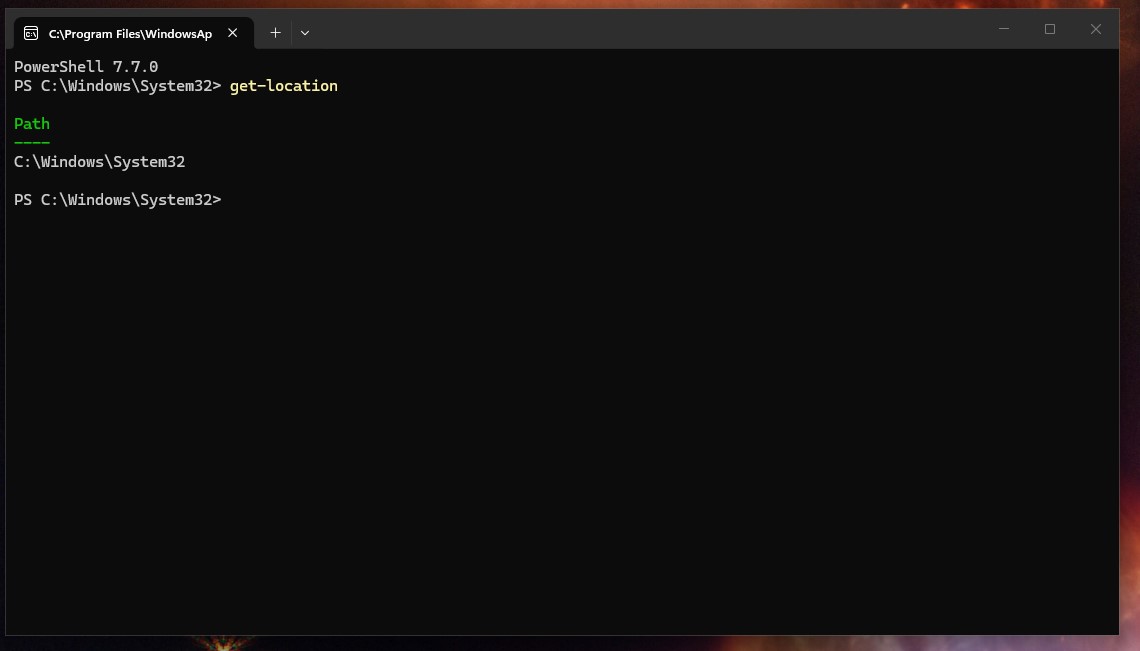 C:\Program Files\WindowsAp
PowerShell 7.7.0
PS C:\Windows\System32> get-location
Path
----
C:\Windows\System32
PS C:\Windows\System32>